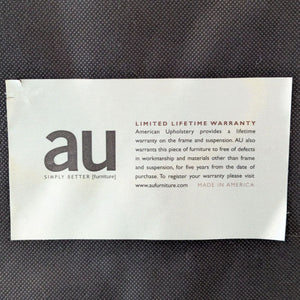 au
SIMPLY BETTER [furniture]
LIMITED LIFETIME WARRANTY
American Upholstery provides a lifetime
warranty on the frame and suspension. AU also
warrants this piece of furniture to free of defects
in workmanship and materials other than frame
and suspension, for five years from the date of
purchase. To register your warranty please visit
www.aufurniture.com MADE IN AMERICA